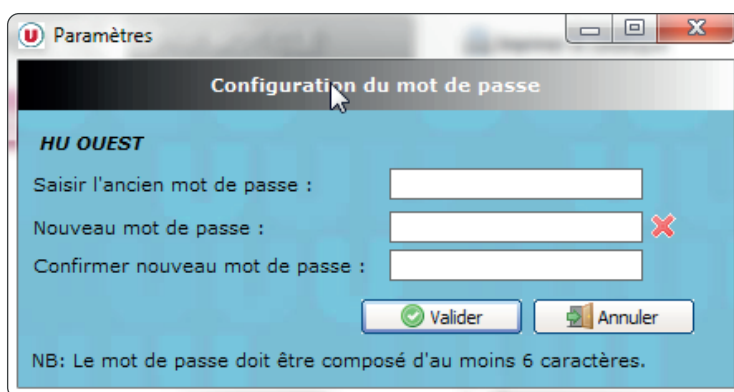 Paramètres
Configuration du mot de passe
HU OUEST
Saisir l'ancien mot de passe :
Nouveau mot de passe :
Confirmer nouveau mot de passe :
Valider Annuler
NB: Le mot de passe doit être composé d'au moins 6 caractères.